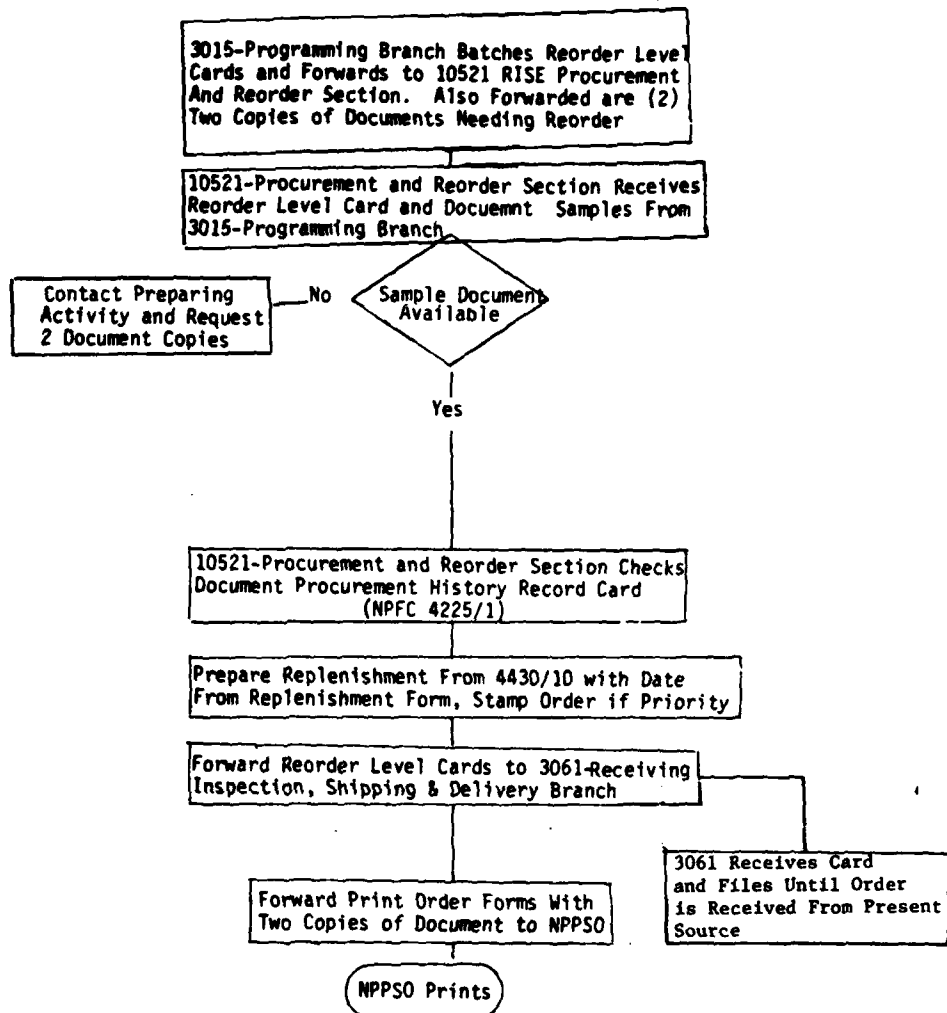 3015-Programming Branch Batches Reorder Level
Cards and Forwards to 10521 RISE Procurement
And Reorder Section. Also Forwarded are (2)
Two Copies of Documents Needing Reorder
10521-Procurement and Reorder Section Receives
Reorder Level Card and Docuemnt Samples From
3015-Programming Branch
Sample Document
Available
No
Contact Preparing
Activity and Request
2 Document Copies
Yes
10521-Procurement and Reorder Section Checks
Document Procurement History Record Card
(NPFC 4225/1)
Prepare Replenishment From 4430/10 with Date
From Replenishment Form, Stamp Order if Priority
Forward Reorder Level Cards to 3061-Receiving
Inspection, Shipping & Delivery Branch
3061 Receives Card
and Files Until Order
is Received From Present
Source
Forward Print Order Forms With
Two Copies of Document to NPPSO
NPPSO Prints